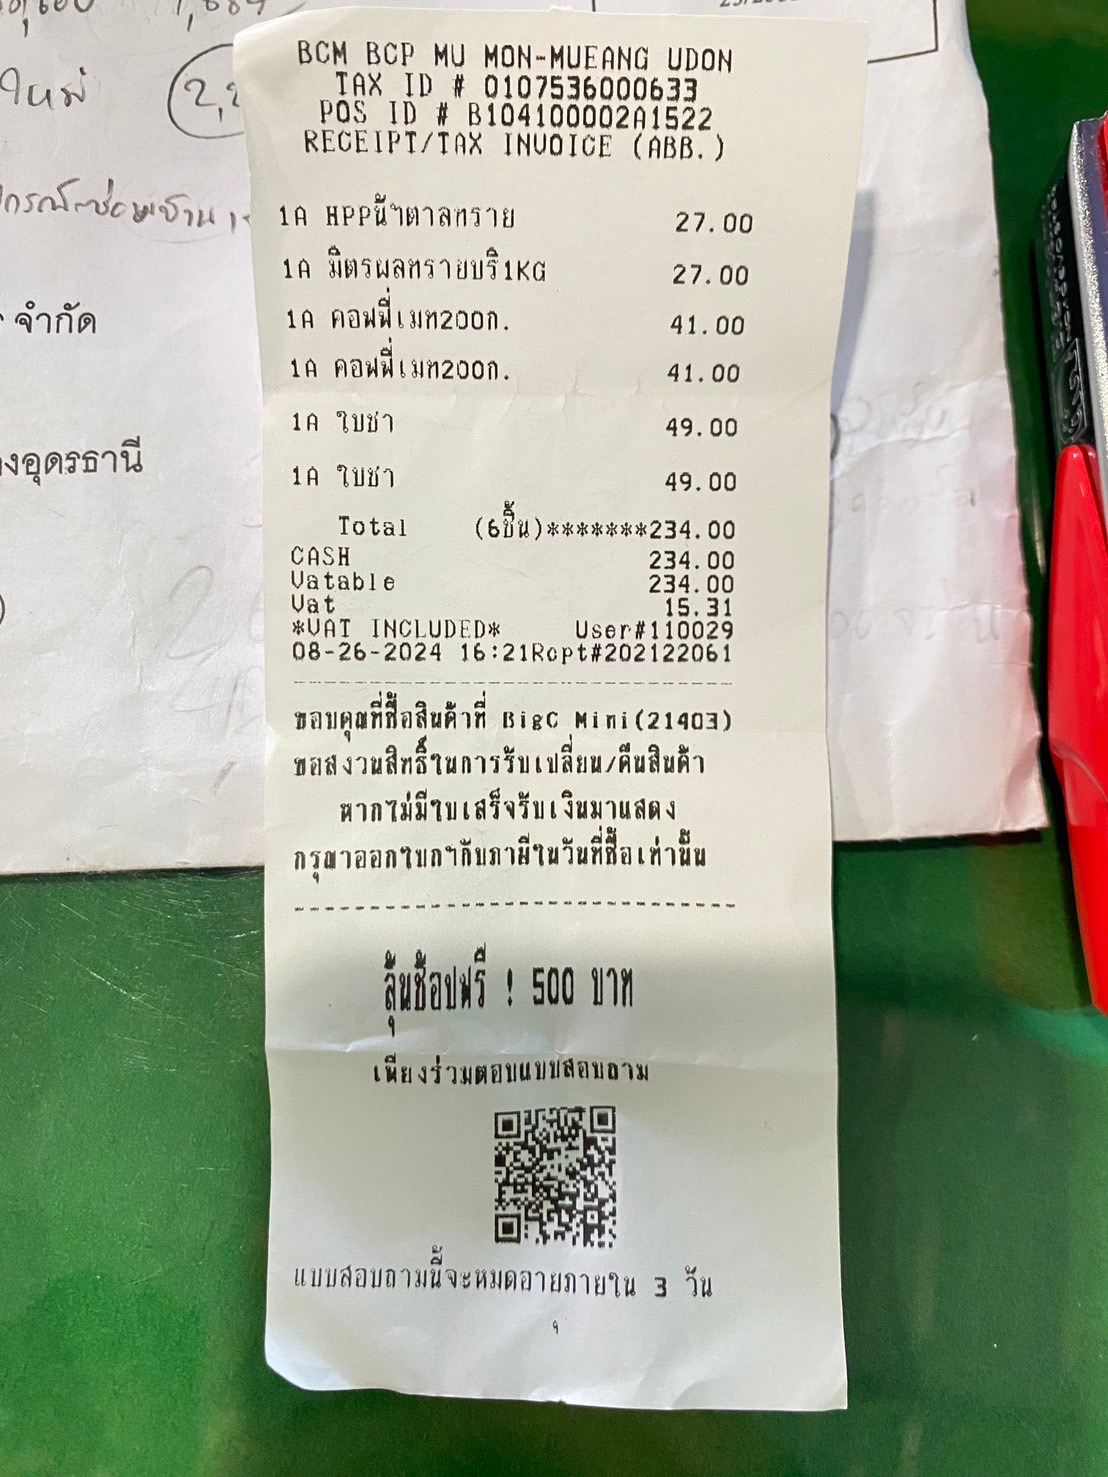 ใหม่
จำกัด
งอุดรธานี
BCM BCP MU MON-MUEANG UDON
TAX ID # 0107536000633
POS ID # B104100002A1522
RECEIPT/TAX INVOICE (ABB.)
1A HPPน้ำตาลทราย 27.00
1A มิตรผลทรายบริ1KG 27.00
1A คอฟฟี่เมท200ก. 41.00
1A คอฟฟี่เมท200ก. 41.00
1A ใบชา 49.00
1A ใบชา 49.00
Total (6ชิ้น)*******234.00
CASH 234.00
Vatable 234.00
Vat 15.31
*VAT INCLUDED* User#110029
08-26-2024 16:21Rcpt#202122061
ขอบคุณที่ซื้อสินค้าที่ BigC Mini(21403)
ขอสงวนสิทธิ์ในการรับเปลี่ยน/คืนสินค้า
หากไม่มีใบเสร็จรับเงินมาแสดง
กรุณาออกใบกำกับภาษีในวันที่ซื้อเท่านั้น
ลุ้นช้อปฟรี ! 500 บาท
เพียงร่วมตอบแบบสอบถาม
แบบสอบถามนี้จะหมดอายุภายใน 3 วัน